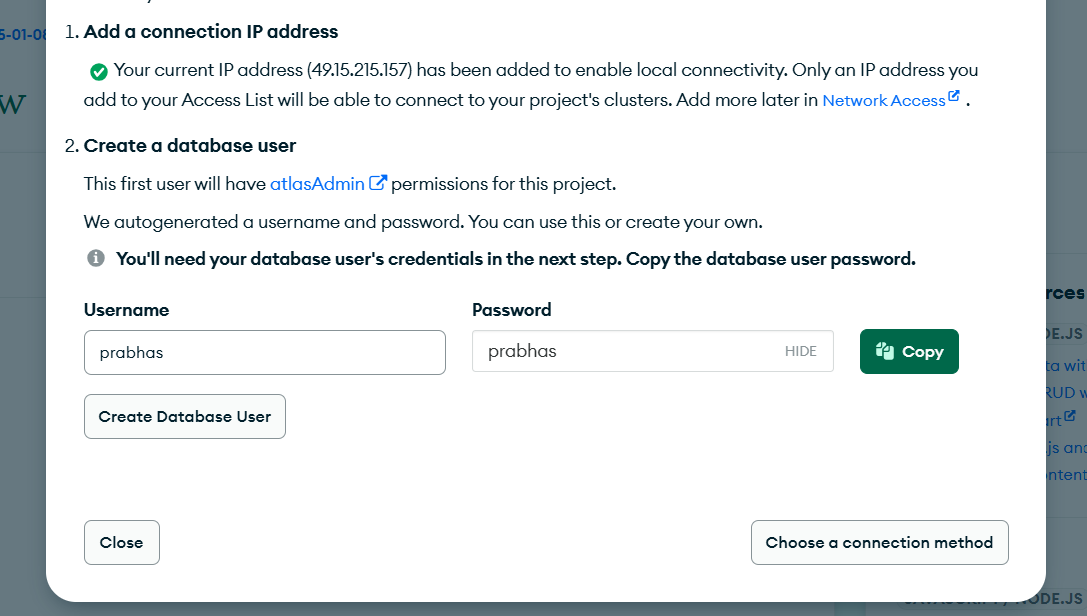 1. Add a connection IP address
5-01-08
Your current IP address (49.15.215.157) has been added to enable local connectivity. Only an IP address you
add to your Access List will be able to connect to your project's clusters. Add more later in Network Access .
W
2. Create a database user
This first user will have atlasAdmin permissions for this project.
We autogenerated a username and password. You can use this or create your own.
You'll need your database user's credentials in the next step. Copy the database user password.
rces
Username
Password
DE.JS
prabhas
prabhas
HIDE
Copy
ta wit
RUD w
Create Database User
art
.js and
ontent
Close
Choose a connection method
JAVASCRIPT / NODE.JS